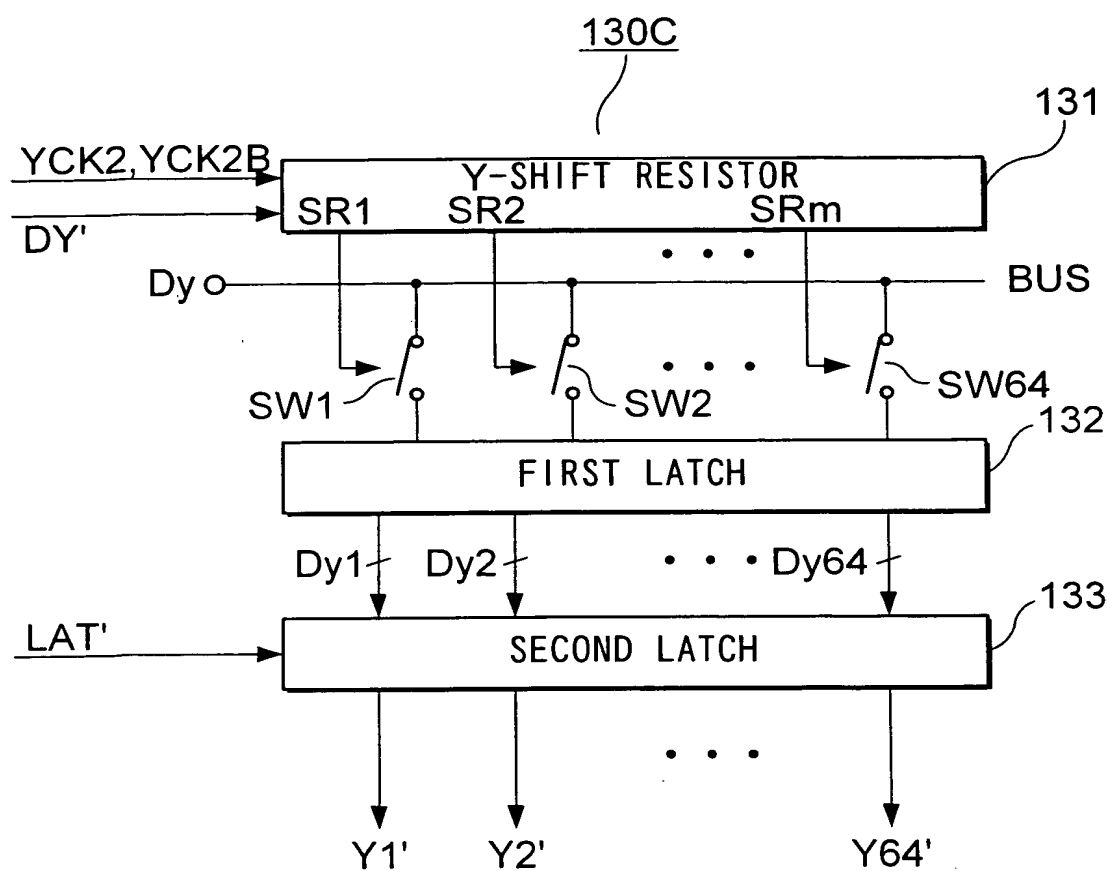 130C
131
YCK2,YCK2B
Y-SHIFT RESISTOR
SR1 SR2 SRm
DY'
Dy
BUS
SW1
SW2
SW64
132
FIRST LATCH
Dy1 Dy2 Dy64
133
LAT'
SECOND LATCH
Y1' Y2' Y64'